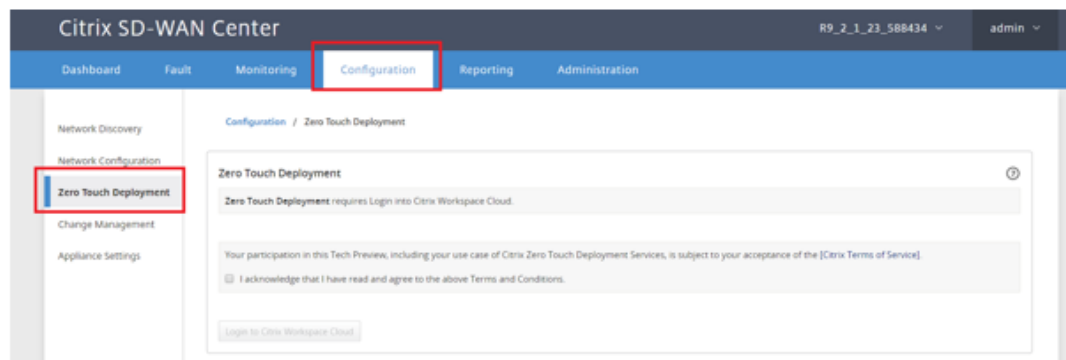 Citrix SD-WAN Center
R9_2_1_23_588434
admin
Dashboard Fault Monitoring Configuration Reporting Administration
Network Discovery
Network Configuration
Zero Touch Deployment
Change Management
Appliance Settings
Configuration / Zero Touch Deployment
Zero Touch Deployment
Zero Touch Deployment requires Login into Citrix Workspace Cloud.
Your participation in this Tech Preview, including your use case of Citrix Zero Touch Deployment Services, is subject to your acceptance of the [Citrix Terms of Service].
I acknowledge that I have read and agree to the above Terms and Conditions.
Login to Citrix Workspace Cloud